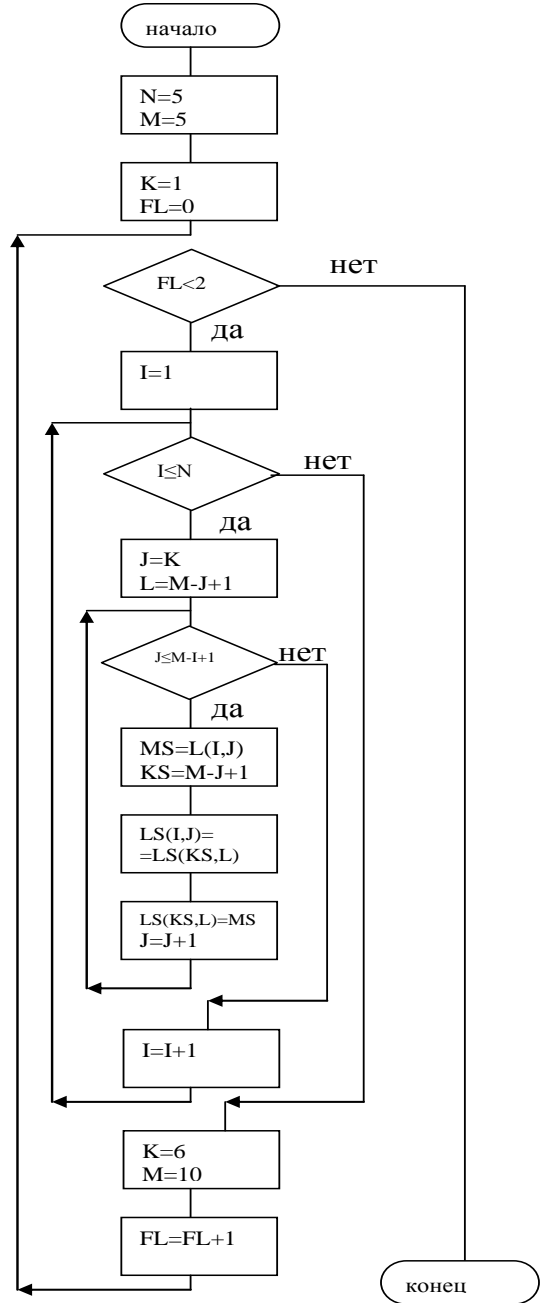 начало
N=5
M=5
K=1
FL=0
FL<2
нет
да
I=1
I≤N
нет
да
J=K
L=M-J+1
J≤M-I+1
нет
да
MS=L(I,J)
KS=M-J+1
LS(I,J)=
=LS(KS,L)
LS(KS,L)=MS
J=J+1
I=I+1
K=6
M=10
FL=FL+1
конец